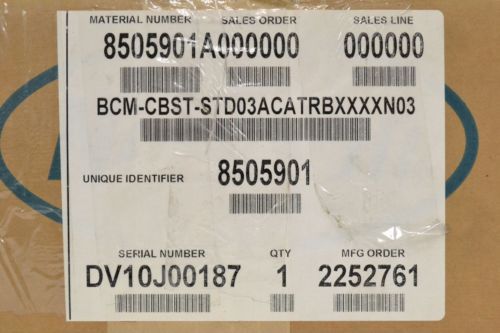 MATERIAL NUMBER SALES ORDER SALES LINE
8505901A000000 000000
BCM-CBST-STD03ACATRBXXXXN03
UNIQUE IDENTIFIER 8505901
SERIAL NUMBER QTY MFG ORDER
DV10J00187 1 2252761